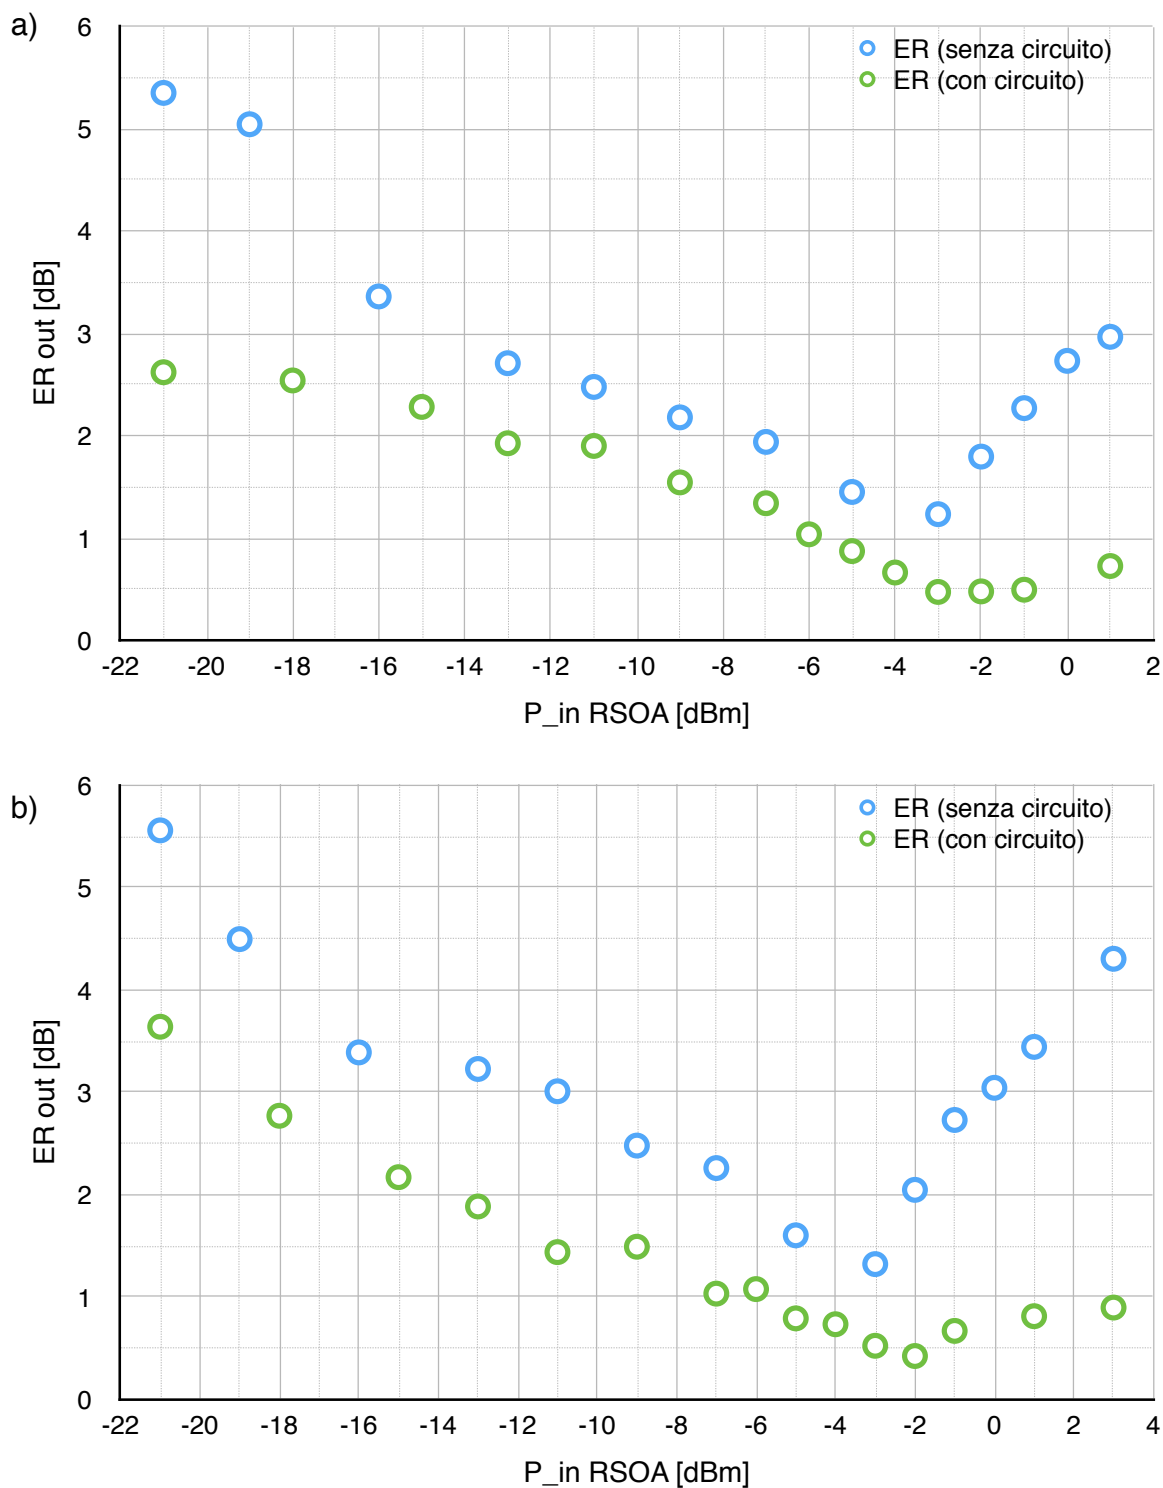 a)
6
ER (senza circuito)
ER (con circuito)
5
4
3
2
1
0
ER out [dB]
-22 -20 -18 -16 -14 -12 -10 -8 -6 -4 -2 0 2
P_in RSOA [dBm]
b)
6
ER (senza circuito)
ER (con circuito)
5
4
3
2
1
0
ER out [dB]
-22 -20 -18 -16 -14 -12 -10 -8 -6 -4 -2 0 2 4
P_in RSOA [dBm]